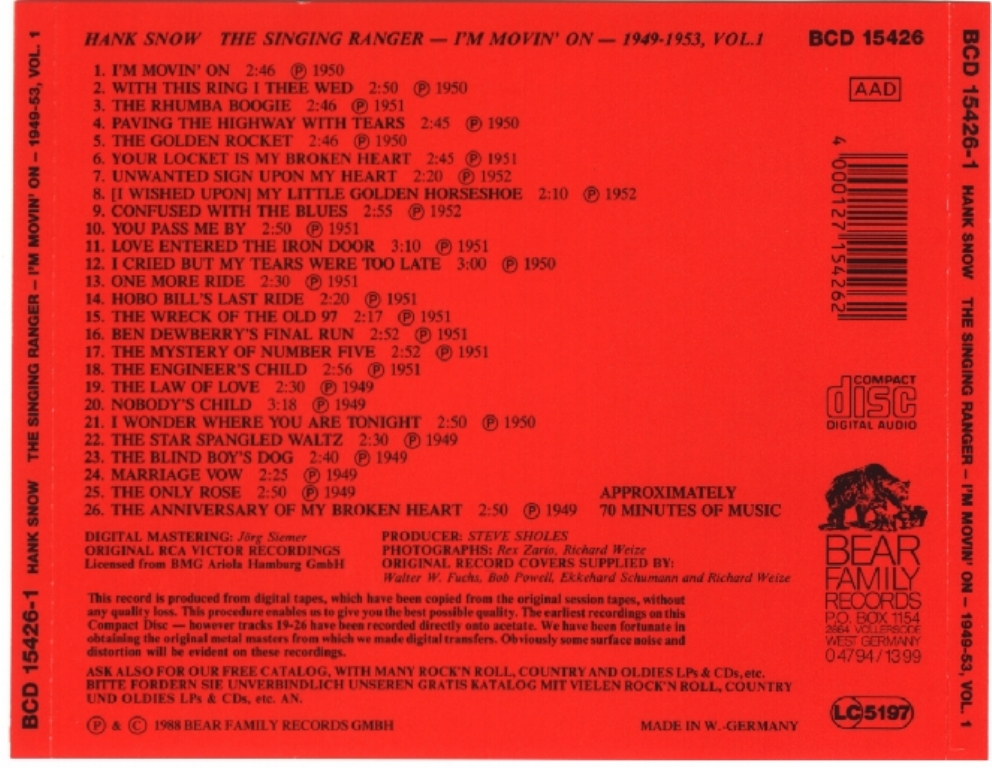 HANK SNOW THE SINGING RANGER — I'M MOVIN' ON — 1949-1953, VOL.1
BCD 15426
1. I'M MOVIN' ON 2:46 Ⓟ 1950
2. WITH THIS RING I THEE WED 2:50 Ⓟ 1950
3. THE RHUMBA BOOGIE 2:46 Ⓟ 1951
4. PAVING THE HIGHWAY WITH TEARS 2:45 Ⓟ 1950
5. THE GOLDEN ROCKET 2:46 Ⓟ 1950
6. YOUR LOCKET IS MY BROKEN HEART 2:45 Ⓟ 1951
7. UNWANTED SIGN UPON MY HEART 2:20 Ⓟ 1952
8. [I WISHED UPON] MY LITTLE GOLDEN HORSESHOE 2:10 Ⓟ 1952
9. CONFUSED WITH THE BLUES 2:55 Ⓟ 1952
10. YOU PASS ME BY 2:50 Ⓟ 1951
11. LOVE ENTERED THE IRON DOOR 3:10 Ⓟ 1951
12. I CRIED BUT MY TEARS WERE TOO LATE 3:00 Ⓟ 1950
13. ONE MORE RIDE 2:30 Ⓟ 1951
14. HOBO BILL'S LAST RIDE 2:20 Ⓟ 1951
15. THE WRECK OF THE OLD 97 2:17 Ⓟ 1951
16. BEN DEWBERRY'S FINAL RUN 2:52 Ⓟ 1951
17. THE MYSTERY OF NUMBER FIVE 2:52 Ⓟ 1951
18. THE ENGINEER'S CHILD 2:56 Ⓟ 1951
19. THE LAW OF LOVE 2:30 Ⓟ 1949
20. NOBODY'S CHILD 3:18 Ⓟ 1949
21. I WONDER WHERE YOU ARE TONIGHT 2:50 Ⓟ 1950
22. THE STAR SPANGLED WALTZ 2:30 Ⓟ 1949
23. THE BLIND BOY'S DOG 2:40 Ⓟ 1949
24. MARRIAGE VOW 2:25 Ⓟ 1949
25. THE ONLY ROSE 2:50 Ⓟ 1949
26. THE ANNIVERSARY OF MY BROKEN HEART 2:50 Ⓟ 1949
APPROXIMATELY
70 MINUTES OF MUSIC
DIGITAL MASTERING: Jörg Siemer
ORIGINAL RCA VICTOR RECORDINGS
Licensed from BMG Ariola Hamburg GmbH
PRODUCER: STEVE SHOLES
PHOTOGRAPHS: Rex Zario, Richard Weize
ORIGINAL RECORD COVERS SUPPLIED BY:
Walter W. Fuchs, Bob Powell, Ekkehard Schumann and Richard Weize
This record is produced from digital tapes, which have been copied from the original session tapes, without
any quality loss. This procedure enables us to give you the best possible quality. The earliest recordings on this
Compact Disc — however tracks 19-26 have been recorded directly onto acetate. We have been fortunate in
obtaining the original metal masters from which we made digital transfers. Obviously some surface noise and
distortion will be evident on these recordings.
ASK ALSO FOR OUR FREE CATALOG, WITH MANY ROCK'N ROLL, COUNTRY AND OLDIES LPs & CDs, etc.
BITTE FORDERN SIE UNVERBINDLICH UNSEREN GRATIS KATALOG MIT VIELEN ROCK'N ROLL, COUNTRY
UND OLDIES LPs & CDs, etc. AN.
Ⓟ & © 1988 BEAR FAMILY RECORDS GMBH
MADE IN W.-GERMANY
AAD
4 000127 154262
COMPACT
disc
DIGITAL AUDIO
BEAR
FAMILY
RECORDS
P.O. BOX 1154
2864 VOLLERSODE
WEST GERMANY
0 47 94 / 13 99
LC 5197
BCD 15426-1 HANK SNOW THE SINGING RANGER – I'M MOVIN' ON – 1949-53, VOL. 1
BCD 15426-1 HANK SNOW THE SINGING RANGER – I'M MOVIN' ON – 1949-53, VOL. 1